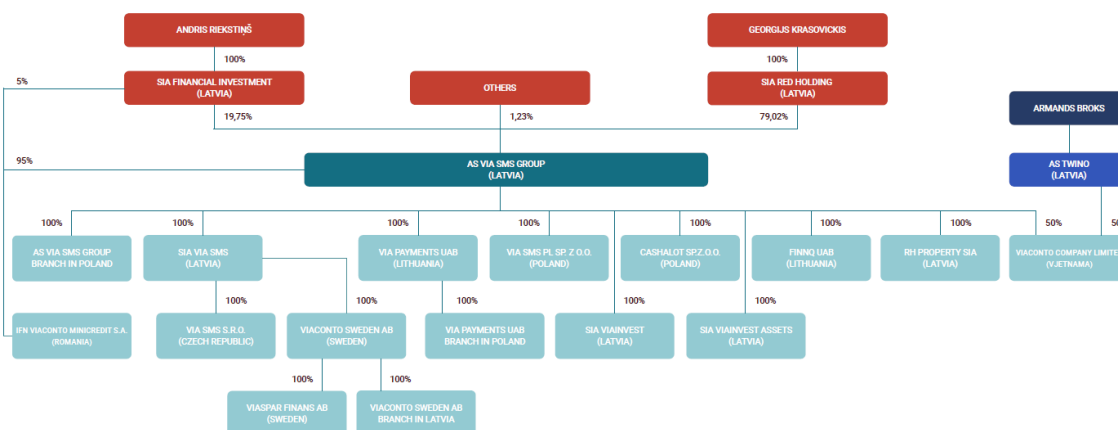 ANDRIS RIEKSTIŅŠ
GEORGIJS KRASOVICKIS
100%
100%
5%
SIA FINANCIAL INVESTMENT
(LATVIA)
OTHERS
SIA RED HOLDING
(LATVIA)
ARMANDS BROKS
19,75%
1,23%
79,02%
95%
AS VIA SMS GROUP
(LATVIA)
AS TWINO
(LATVIA)
100%
100%
100%
100%
100%
100%
100%
50%
AS VIA SMS GROUP
BRANCH IN POLAND
SIA VIA SMS
(LATVIA)
VIA PAYMENTS UAB
(LITHUANIA)
VIA SMS PL SP. Z O.O.
(POLAND)
CASHALOT SP.Z.O.O.
(POLAND)
FINNQ UAB
(LITHUANIA)
RH PROPERTY SIA
(LATVIA)
VIACONTO COMPANY
(VJETNAMA)
100%
100%
100%
100%
100%
IFN VIACONTO MINICREDIT S.A.
(ROMANIA)
VIA SMS S.R.O.
(CZECH REPUBLIC)
VIACONTO SWEDEN AB
(SWEDEN)
VIA PAYMENTS UAB
BRANCH IN POLAND
SIA VIAINVEST
(LATVIA)
SIA VIAINVEST ASSETS
(LATVIA)
100%
100%
VIASPAR FINANS AB
(SWEDEN)
VIACONTO SWEDEN AB
BRANCH IN LATVIA